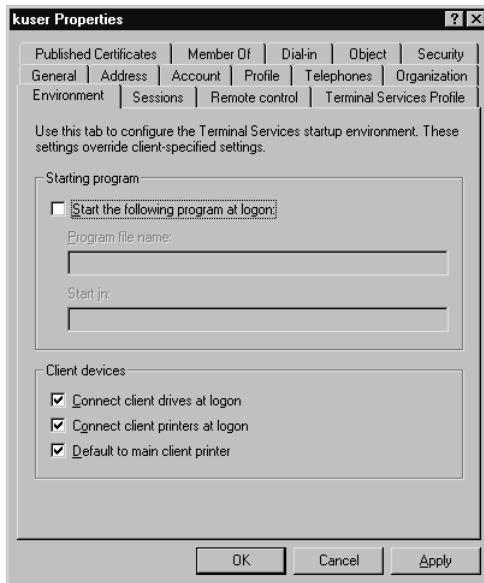 kuser Properties
Published Certificates Member Of Dial-in Object Security
General Address Account Profile Telephones Organization
Environment Sessions Remote control Terminal Services Profile
Use this tab to configure the Terminal Services startup environment. These
settings override client-specified settings.
Starting program
Start the following program at logon:
Program file name:
Start in:
Client devices
Connect client drives at logon
Connect client printers at logon
Default to main client printer
OK Cancel Apply